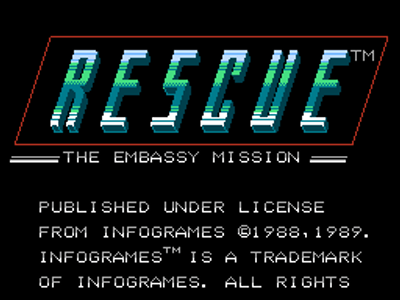 RESCUE™
THE EMBASSY MISSION
PUBLISHED UNDER LICENSE
FROM INFOGRAMES ©1988,1989.
INFOGRAMES™ IS A TRADEMARK
OF INFOGRAMES. ALL RIGHTS